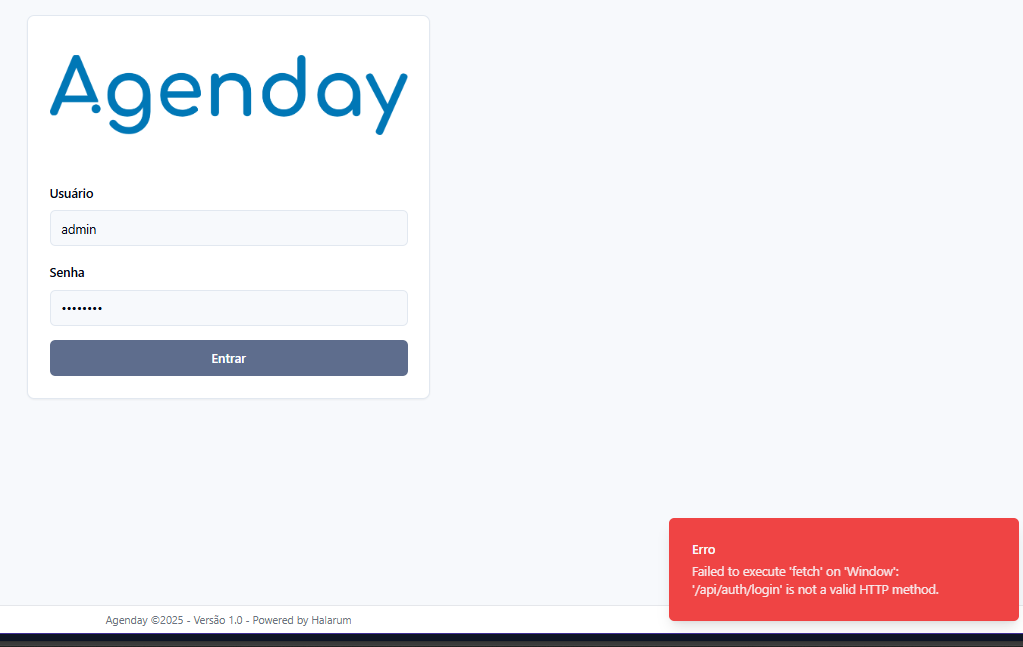 Agenday
Usuário
admin
Senha
••••••••
Entrar
Erro
Failed to execute 'fetch' on 'Window':
'/api/auth/login' is not a valid HTTP method.
Agenday ©2025 - Versão 1.0 - Powered by Halarum